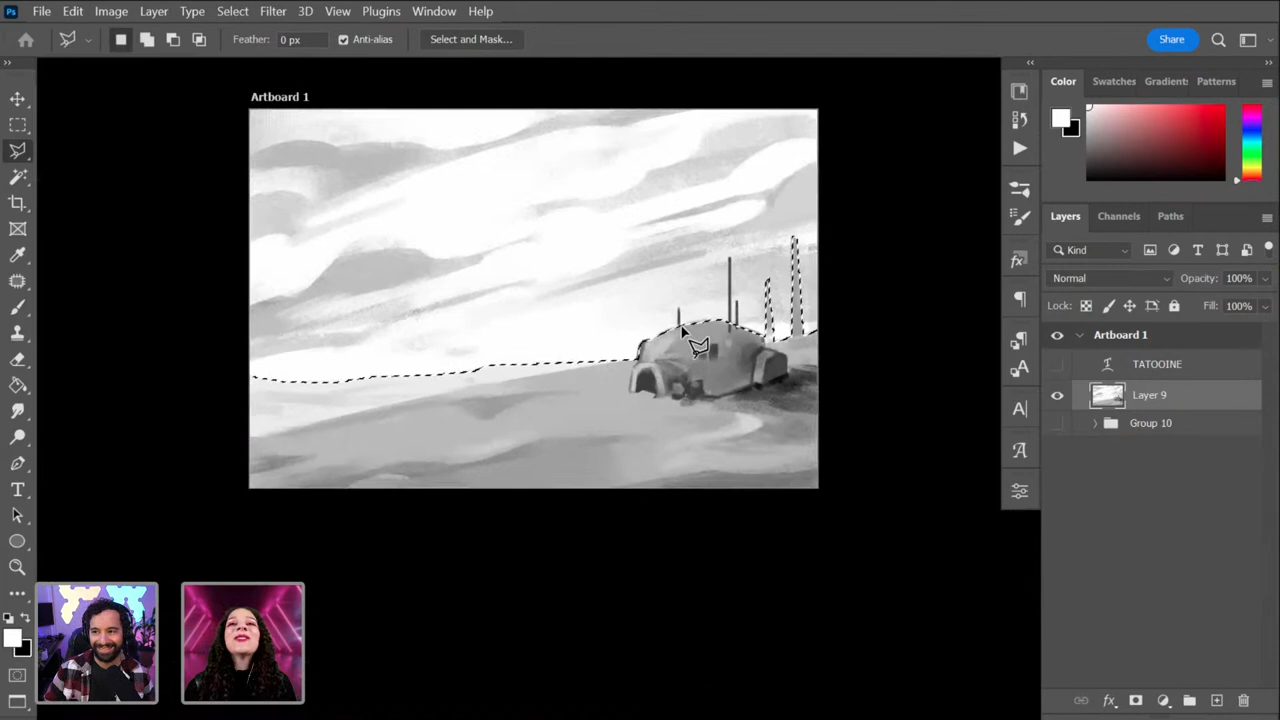 Ps File Edit Image Layer Type Select Filter 3D View Plugins Window Help
Feather: 0 px Anti-alias Select and Mask... Share
Artboard 1
Color Swatches Gradient: Patterns
Layers Channels Paths
Kind
Normal Opacity: 100%
Lock: Fill: 100%
Artboard 1
TATOOINE
Layer 9
Group 10